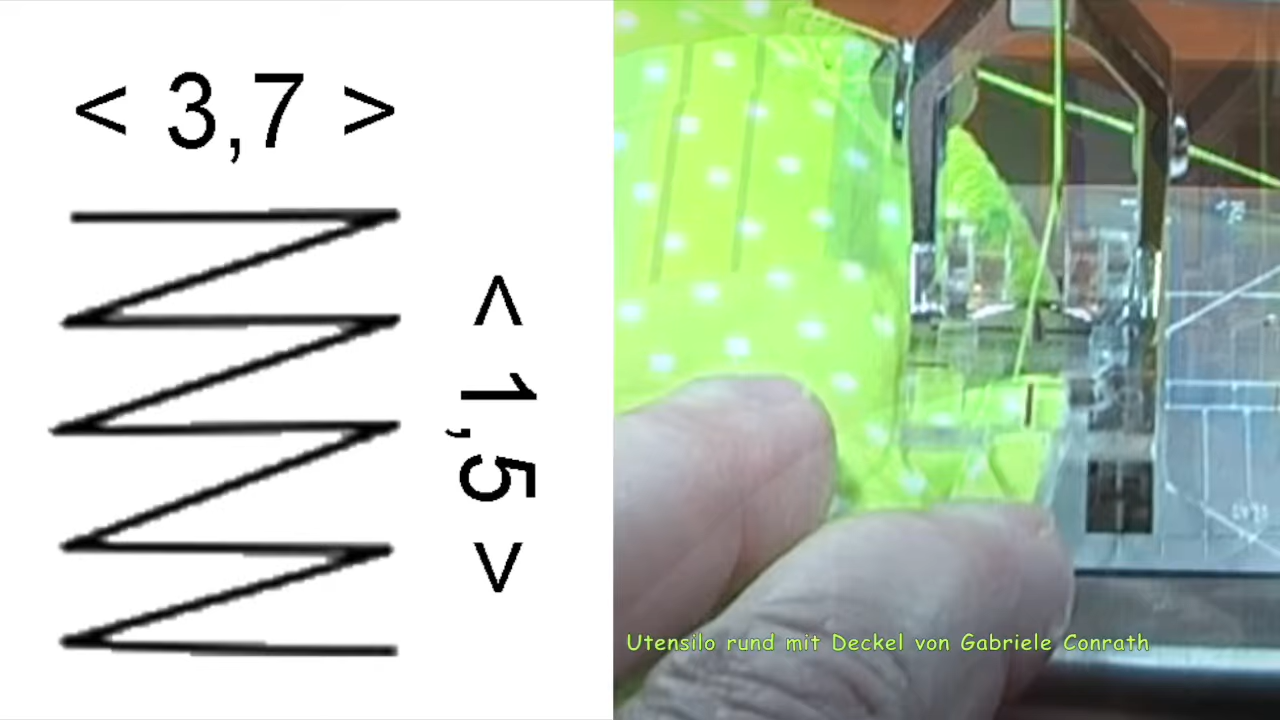 < 3,7 >
< 1,5 >
Utensilo rund mit Deckel von Gabriele Conrath